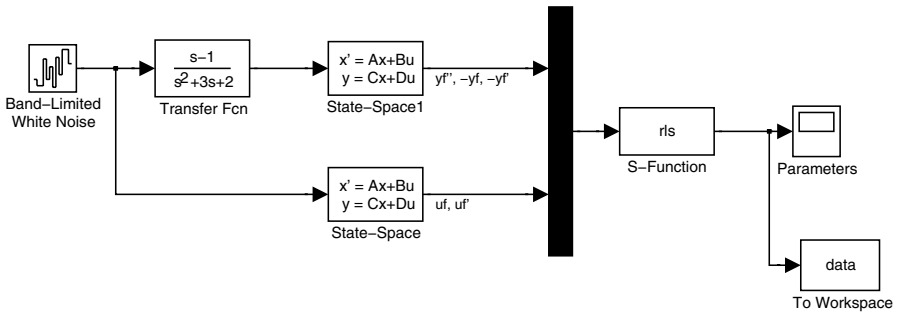 Band−Limited
White Noise
s−1
s²+3s+2
Transfer Fcn
x' = Ax+Bu
y = Cx+Du
State−Space1
yf'', −yf, −yf'
x' = Ax+Bu
y = Cx+Du
State−Space
uf, uf'
rls
S−Function
Parameters
data
To Workspace